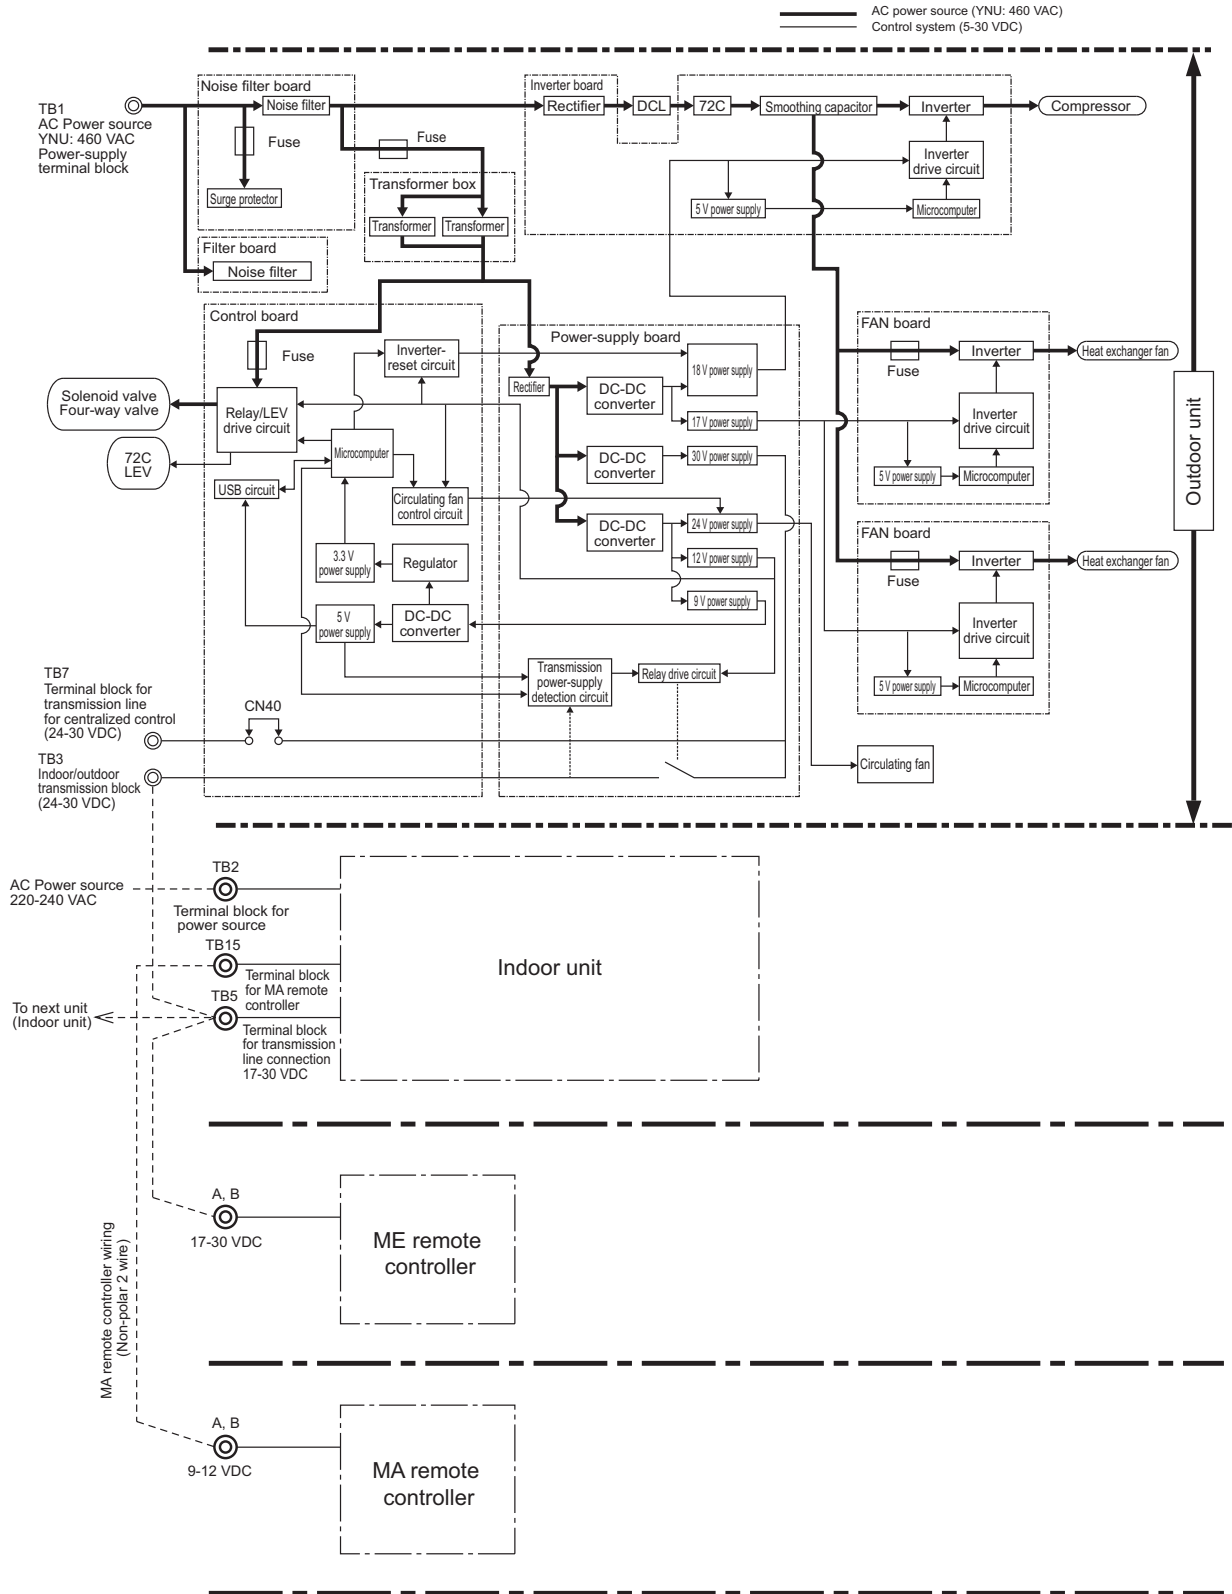 AC power source (YNU: 460 VAC)
Control system (5-30 VDC)
TB1
AC Power source
YNU: 460 VAC
Power-supply
terminal block
Noise filter board
Noise filter
Fuse
Surge protector
Filter board
Noise filter
Fuse
Transformer box
Transformer
Transformer
Inverter board
Rectifier
DCL
72C
Smoothing capacitor
Inverter
Compressor
Inverter
drive circuit
5 V power supply
Microcomputer
Outdoor unit
Control board
Fuse
Inverter-
reset circuit
Solenoid valve
Four-way valve
Relay/LEV
drive circuit
72C
LEV
Microcomputer
USB circuit
Circulating fan
control circuit
3.3 V
power supply
Regulator
5 V
power supply
DC-DC
converter
Power-supply board
Rectifier
DC-DC
converter
18 V power supply
17 V power supply
DC-DC
converter
30 V power supply
DC-DC
converter
24 V power supply
12 V power supply
9 V power supply
Transmission
power-supply
detection circuit
Relay drive circuit
FAN board
Fuse
Inverter
Heat exchanger fan
Inverter
drive circuit
5 V power supply
Microcomputer
FAN board
Fuse
Inverter
Heat exchanger fan
Inverter
drive circuit
5 V power supply
Microcomputer
Circulating fan
TB7
Terminal block for
transmission line
for centralized control
(24-30 VDC)
CN40
TB3
Indoor/outdoor
transmission block
(24-30 VDC)
AC Power source
220-240 VAC
TB2
Terminal block for
power source
TB15
Terminal block
for MA remote
controller
TB5
Terminal block
for transmission
line connection
17-30 VDC
To next unit
(Indoor unit)
Indoor unit
A, B
17-30 VDC
ME remote
controller
MA remote controller wiring
(Non-polar 2 wire)
A, B
9-12 VDC
MA remote
controller